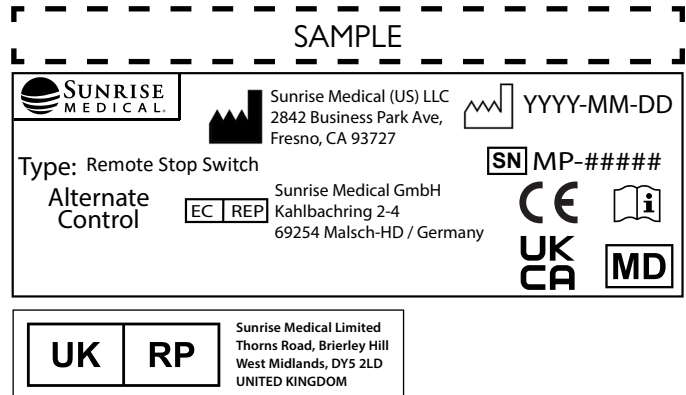 SAMPLE
SUNRISE
MEDICAL.
Sunrise Medical (US) LLC
2842 Business Park Ave,
Fresno, CA 93727
YYYY-MM-DD
Type: Remote Stop Switch
SN MP-#####
Alternate
Control
EC REP
Sunrise Medical GmbH
Kahlbachring 2-4
69254 Malsch-HD / Germany
CE
i
UK
CA
MD
UK RP
Sunrise Medical Limited
Thorns Road, Brierley Hill
West Midlands, DY5 2LD
UNITED KINGDOM